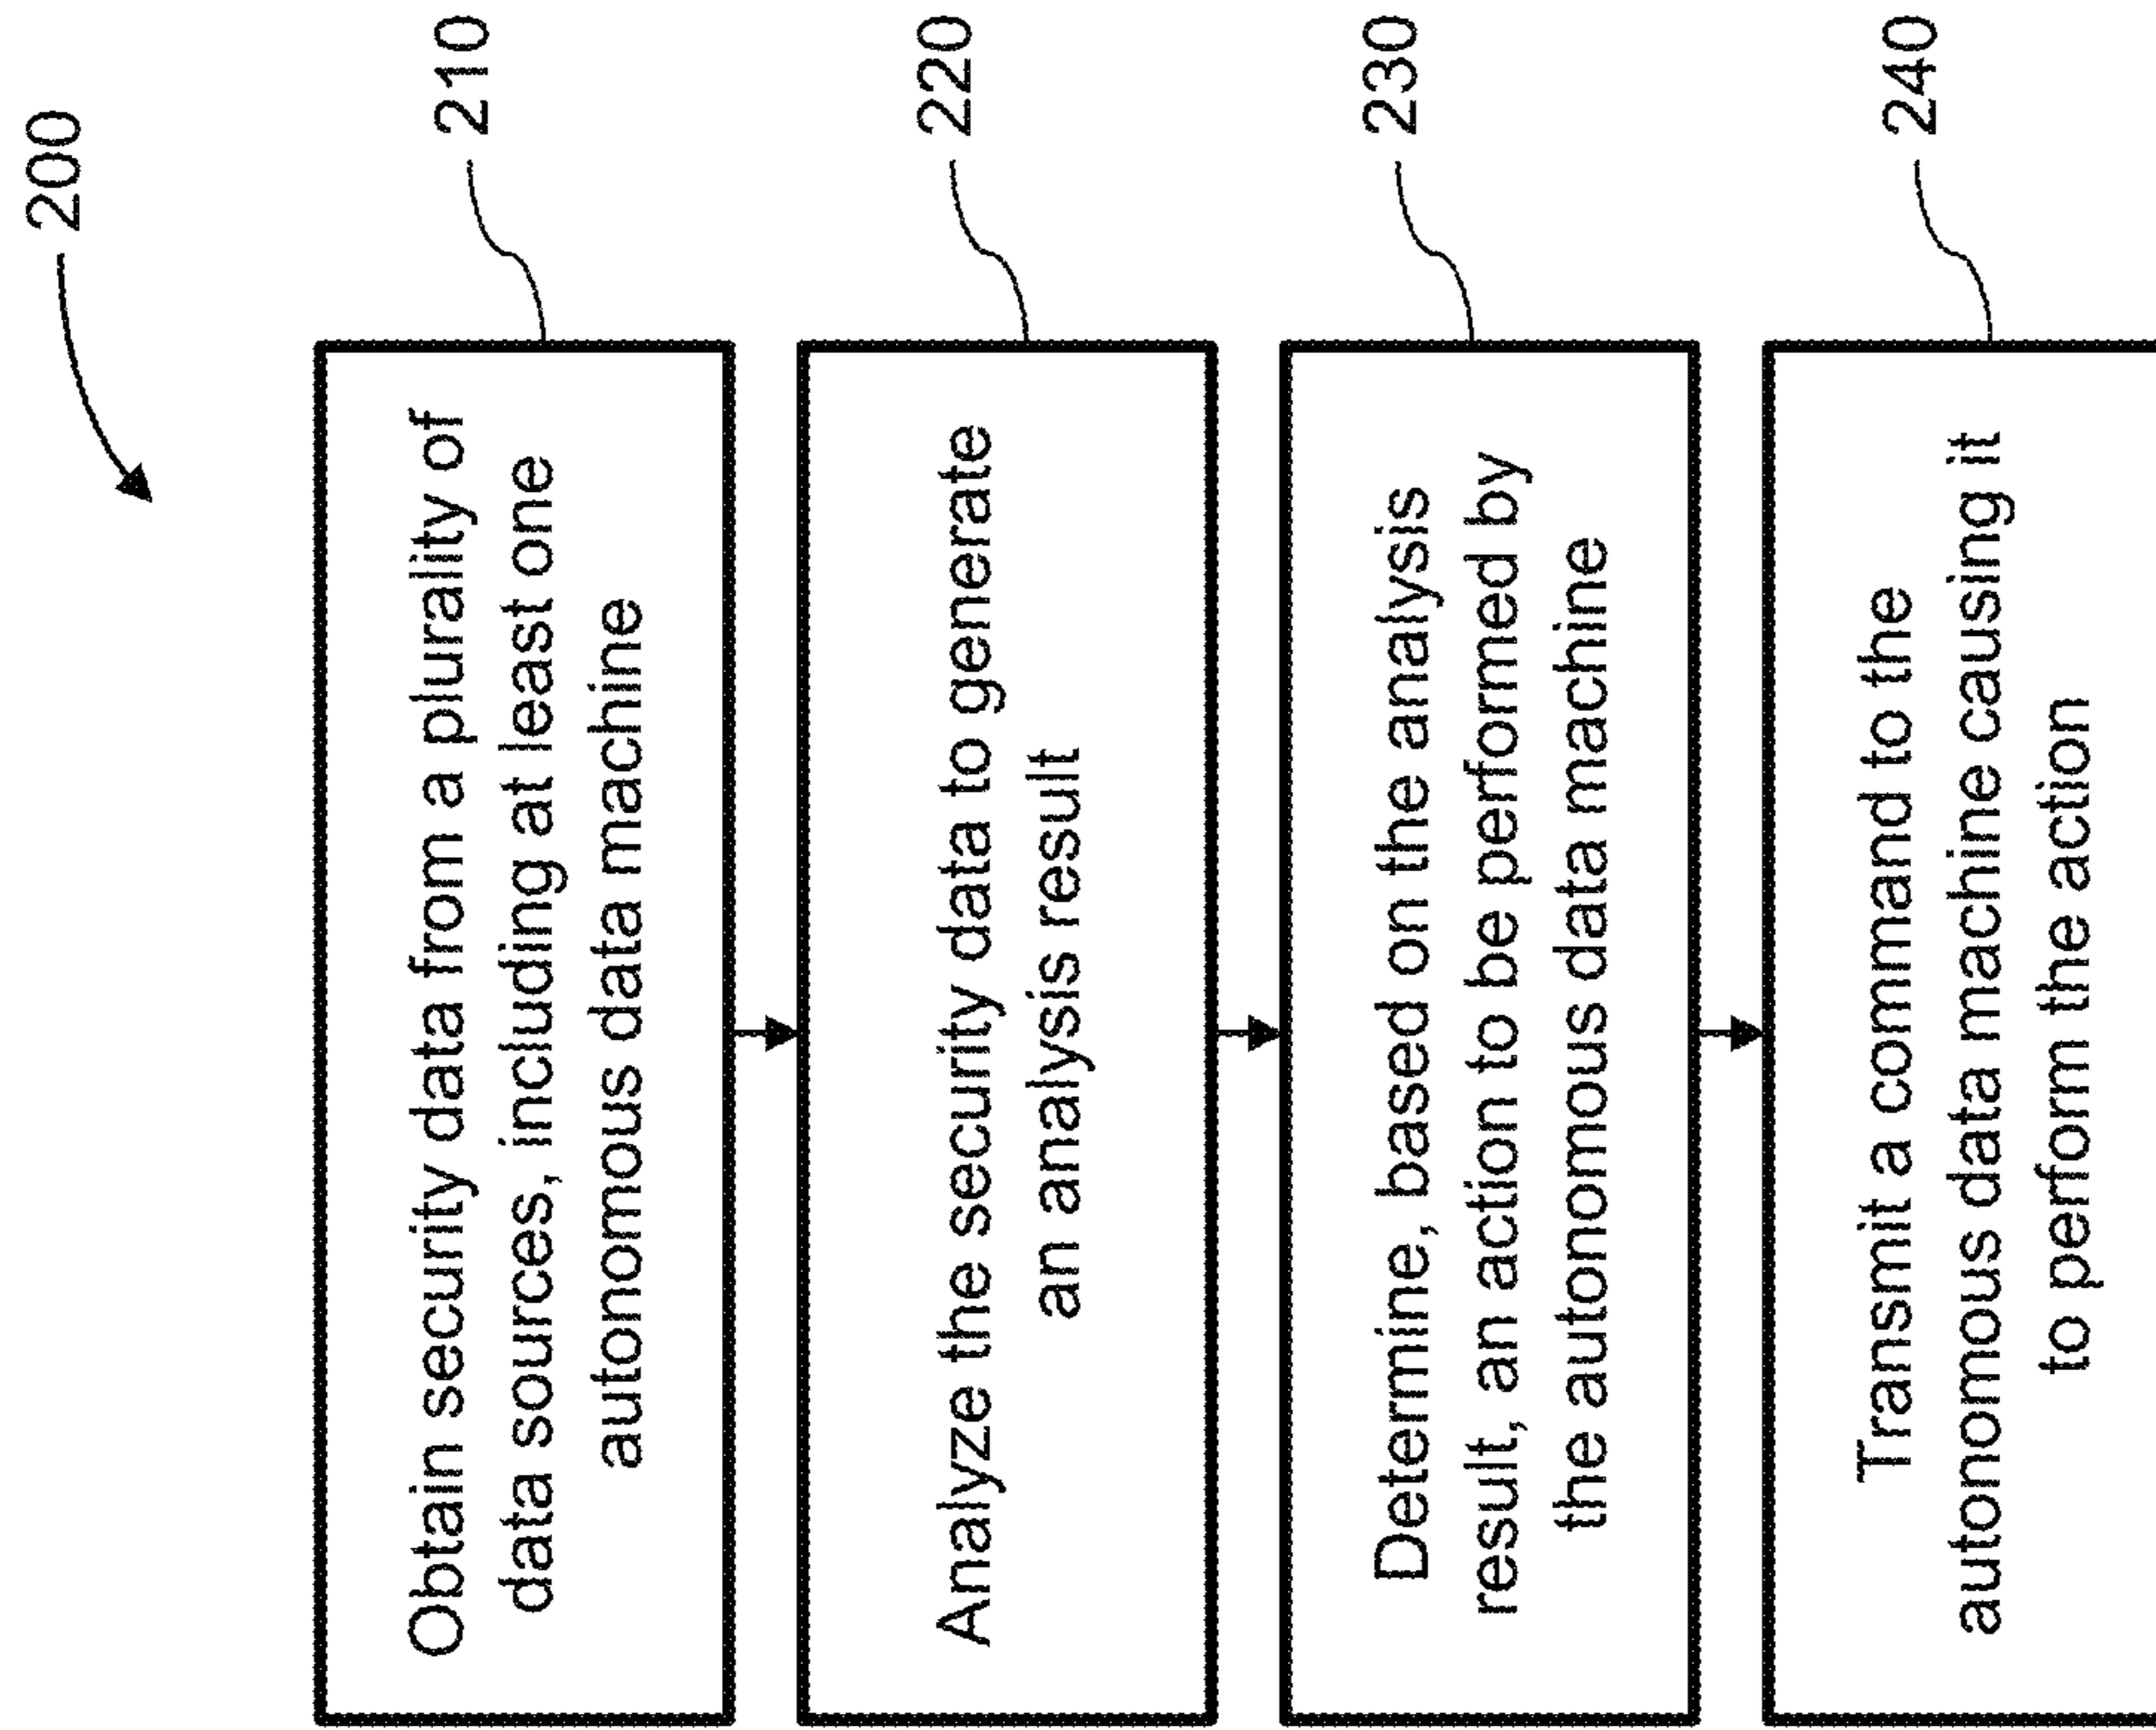 200
Obtain security data from a plurality of
data sources, including at least one
autonomous data machine
210
Analyze the security data to generate
an analysis result
220
Determine, based on the analysis
result, an action to be performed by
the autonomous data machine
230
Transmit a command to the
autonomous data machine causing it
to perform the action
240